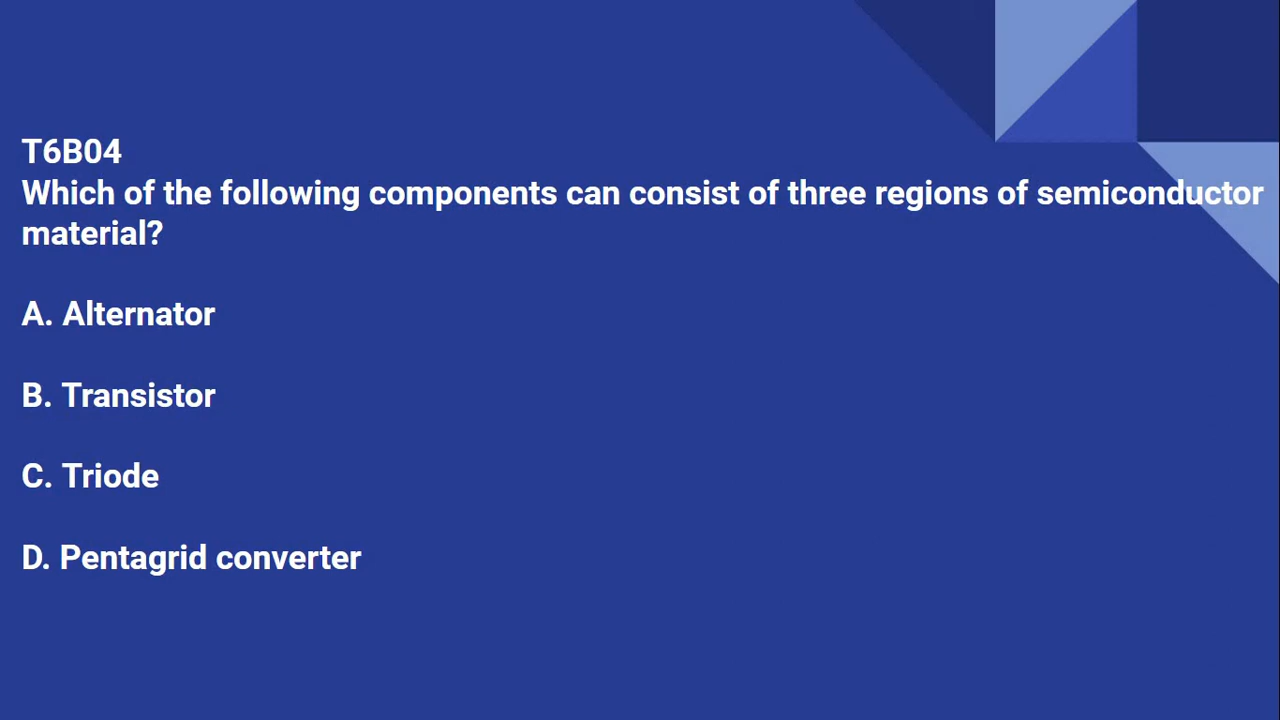 T6B04
Which of the following components can consist of three regions of semiconductor
material?
A. Alternator
B. Transistor
C. Triode
D. Pentagrid converter